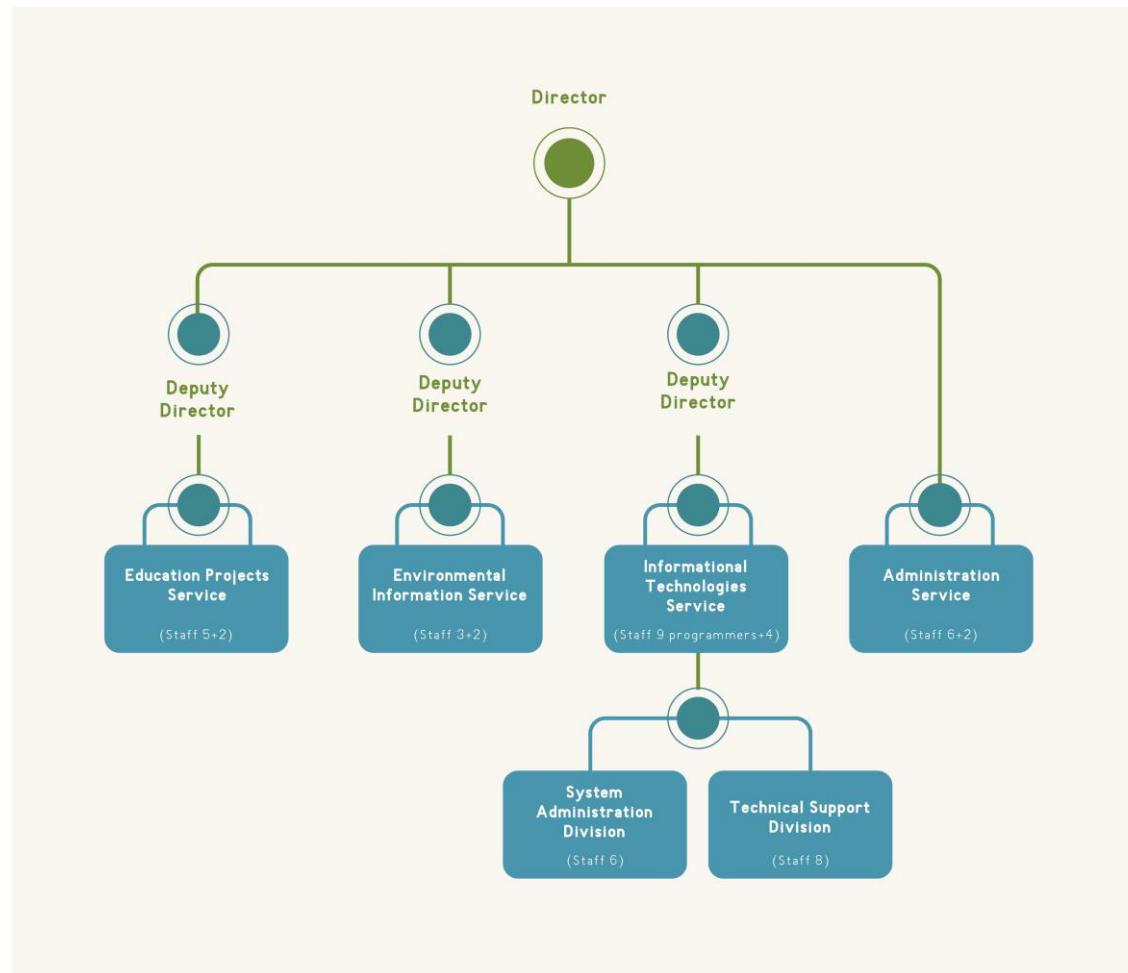 Director
Deputy
Director
Deputy
Director
Deputy
Director
Education Projects
Service
(Staff 5+2)
Environmental
Information Service
(Staff 3+2)
Informational
Technologies
Service
(Staff 9 programmers+4)
Administration
Service
(Staff 6+2)
System
Administration
Division
(Staff 6)
Technical Support
Division
(Staff 8)